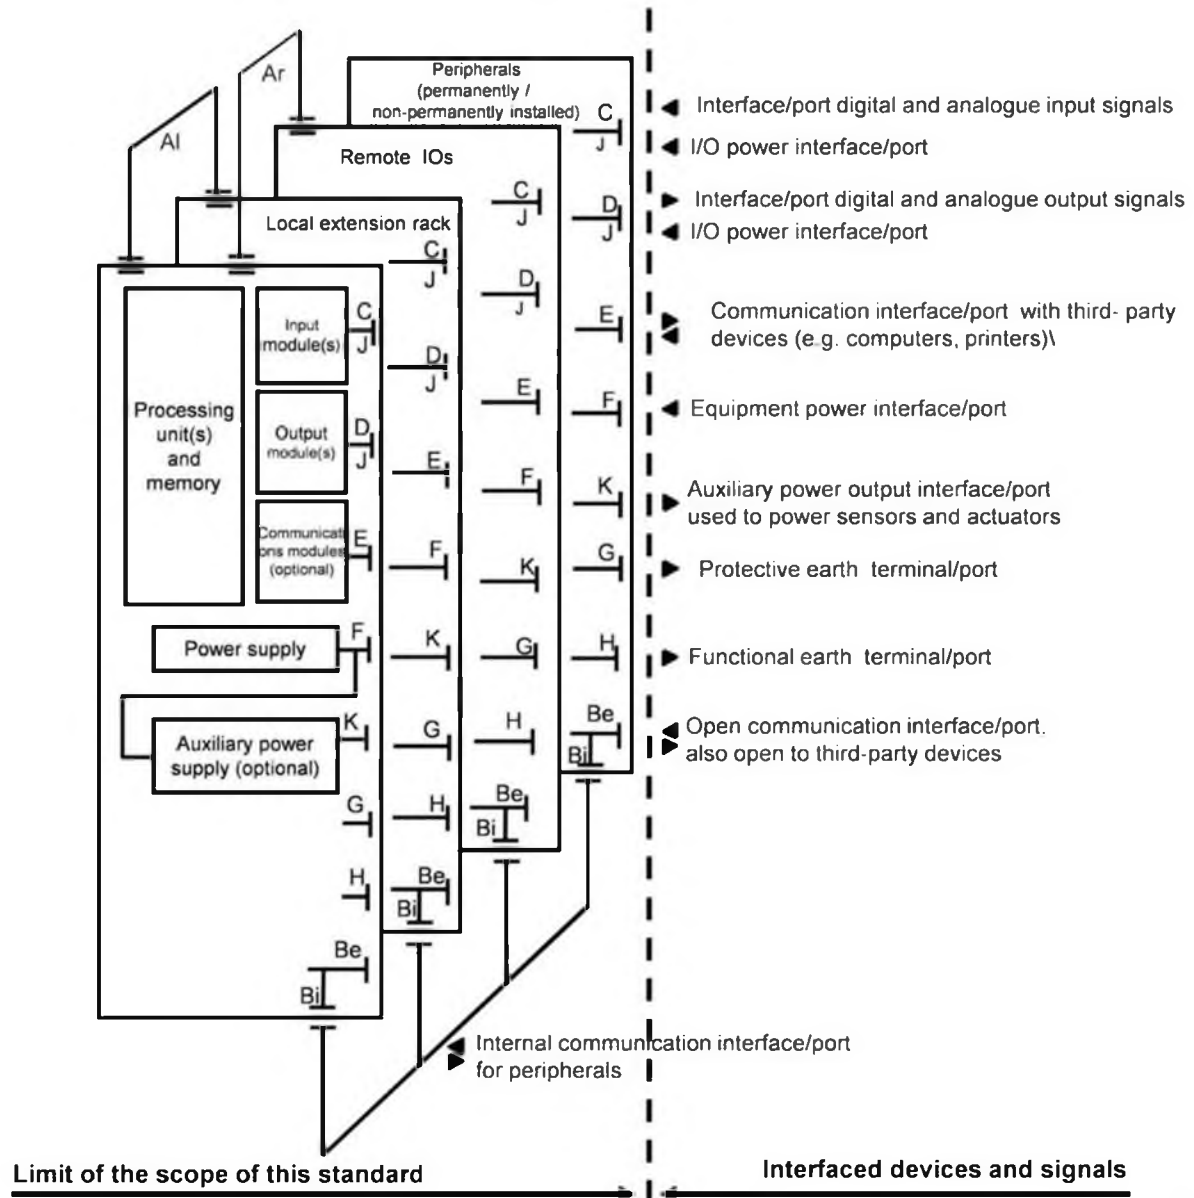 Ar
Al
Peripherals
(permanently /
non-permanently installed)
C
J
D
J
E
F
K
G
H
Be
Bi
Remote IOs
C
J
D
J
E
F
K
G
H
Be
Bi
Local extension rack
C
J
D
J
E
F
K
G
H
Be
Bi
Processing
unit(s)
and
memory
Input
module(s)
C
J
Output
module(s)
D
J
Communicati
ons modules
(optional)
E
Power supply
F
Auxiliary power
supply (optional)
K
G
H
Be
Bi
Interface/port digital and analogue input signals
I/O power interface/port
Interface/port digital and analogue output signals
I/O power interface/port
Communication interface/port with third- party
devices (e.g. computers, printers)\
Equipment power interface/port
Auxiliary power output interface/port
used to power sensors and actuators
Protective earth terminal/port
Functional earth terminal/port
Open communication interface/port.
also open to third-party devices
Internal communication interface/port
for peripherals
Limit of the scope of this standard
Interfaced devices and signals